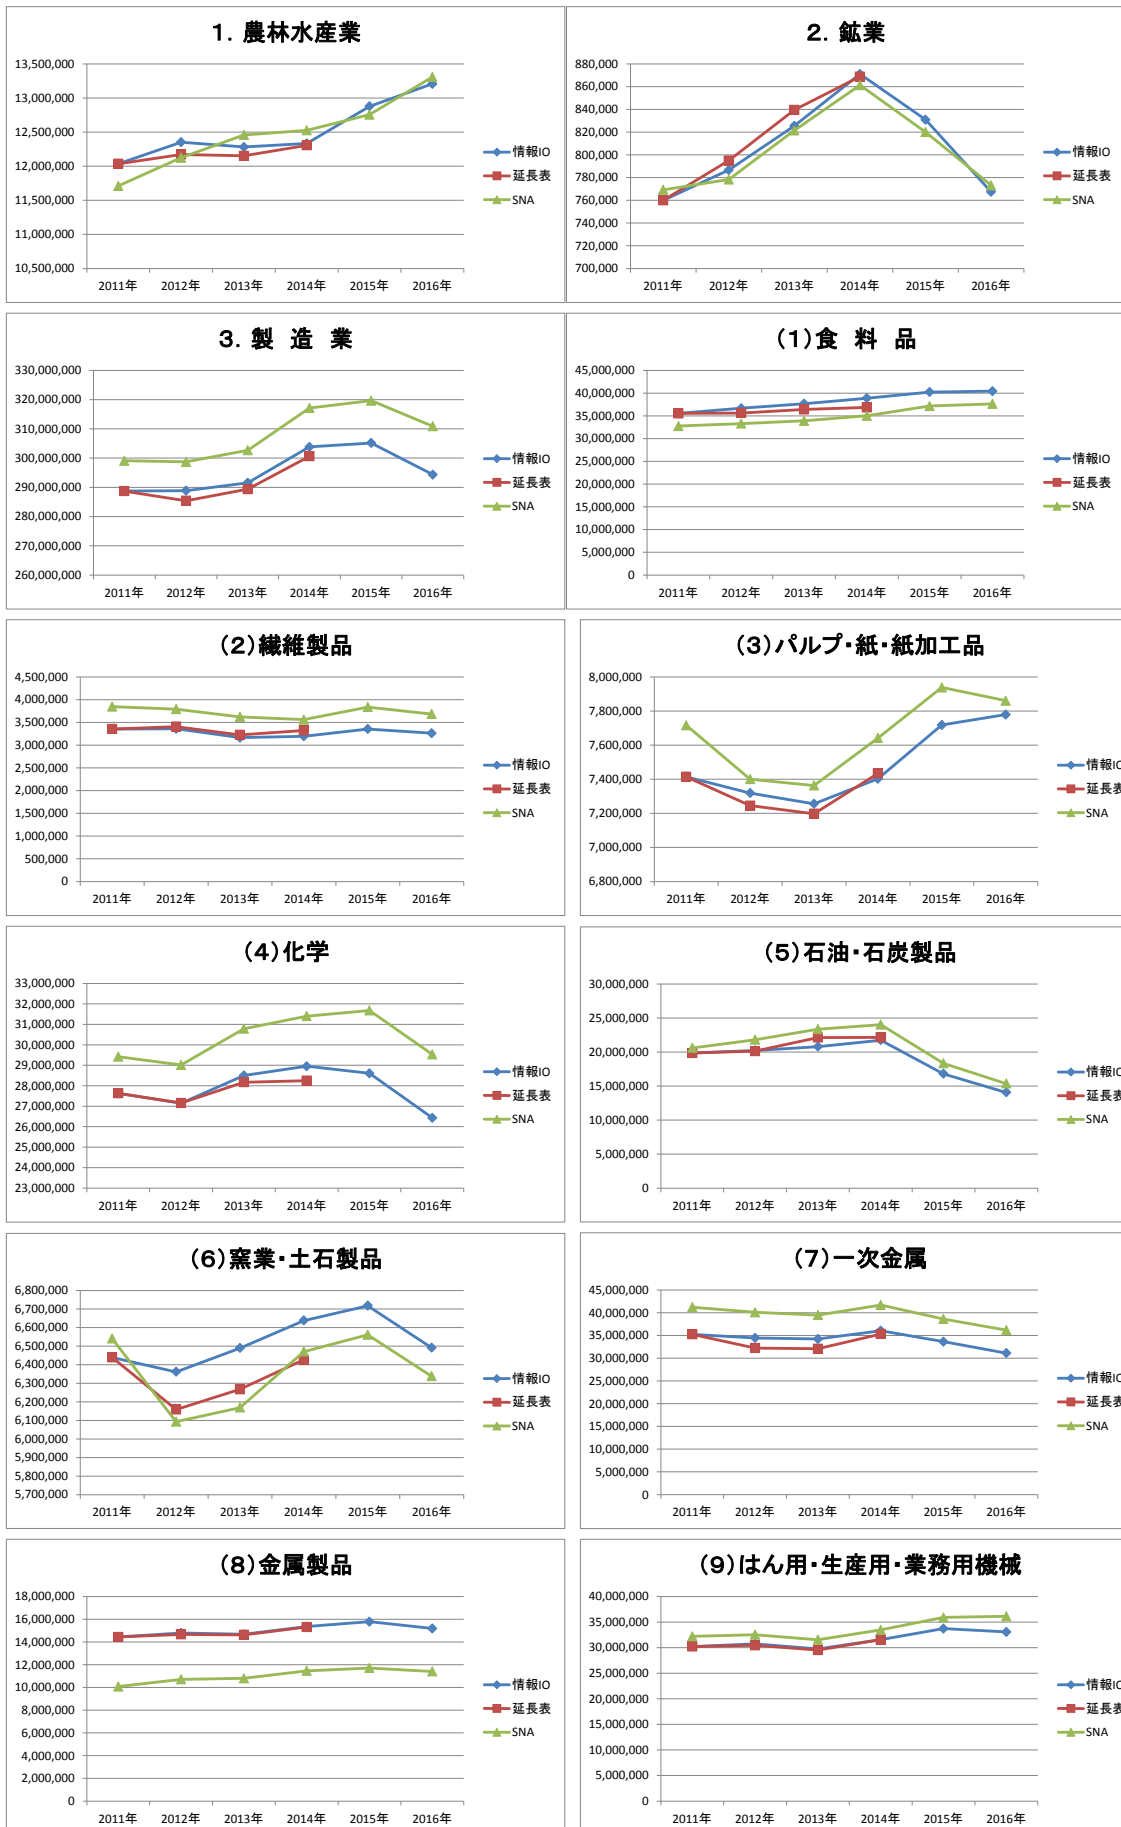 1．農林水産業
13,500,000
13,000,000
12,500,000
12,000,000
11,500,000
11,000,000
10,500,000
2011年 2012年 2013年 2014年 2015年 2016年
情報IO
延長表
SNA
2．鉱業
880,000
860,000
840,000
820,000
800,000
780,000
760,000
740,000
720,000
700,000
2011年 2012年 2013年 2014年 2015年 2016年
情報IO
延長表
SNA
3．製 造 業
330,000,000
320,000,000
310,000,000
300,000,000
290,000,000
280,000,000
270,000,000
260,000,000
2011年 2012年 2013年 2014年 2015年 2016年
情報IO
延長表
SNA
（1）食 料 品
45,000,000
40,000,000
35,000,000
30,000,000
25,000,000
20,000,000
15,000,000
10,000,000
5,000,000
0
2011年 2012年 2013年 2014年 2015年 2016年
情報IO
延長表
SNA
（2）繊維製品
4,500,000
4,000,000
3,500,000
3,000,000
2,500,000
2,000,000
1,500,000
1,000,000
500,000
0
2011年 2012年 2013年 2014年 2015年 2016年
情報IO
延長表
SNA
（3）パルプ・紙・紙加工品
8,000,000
7,800,000
7,600,000
7,400,000
7,200,000
7,000,000
6,800,000
2011年 2012年 2013年 2014年 2015年 2016年
情報IO
延長表
SNA
（4）化学
33,000,000
32,000,000
31,000,000
30,000,000
29,000,000
28,000,000
27,000,000
26,000,000
25,000,000
24,000,000
23,000,000
2011年 2012年 2013年 2014年 2015年 2016年
情報IO
延長表
SNA
（5）石油・石炭製品
30,000,000
25,000,000
20,000,000
15,000,000
10,000,000
5,000,000
0
2011年 2012年 2013年 2014年 2015年 2016年
情報IO
延長表
SNA
（6）窯業・土石製品
6,800,000
6,700,000
6,600,000
6,500,000
6,400,000
6,300,000
6,200,000
6,100,000
6,000,000
5,900,000
5,800,000
5,700,000
2011年 2012年 2013年 2014年 2015年 2016年
情報IO
延長表
SNA
（7）一次金属
45,000,000
40,000,000
35,000,000
30,000,000
25,000,000
20,000,000
15,000,000
10,000,000
5,000,000
0
2011年 2012年 2013年 2014年 2015年 2016年
情報IO
延長表
SNA
（8）金属製品
18,000,000
16,000,000
14,000,000
12,000,000
10,000,000
8,000,000
6,000,000
4,000,000
2,000,000
0
2011年 2012年 2013年 2014年 2015年 2016年
情報IO
延長表
SNA
（9）はん用・生産用・業務用機械
40,000,000
35,000,000
30,000,000
25,000,000
20,000,000
15,000,000
10,000,000
5,000,000
0
2011年 2012年 2013年 2014年 2015年 2016年
情報IO
延長表
SNA